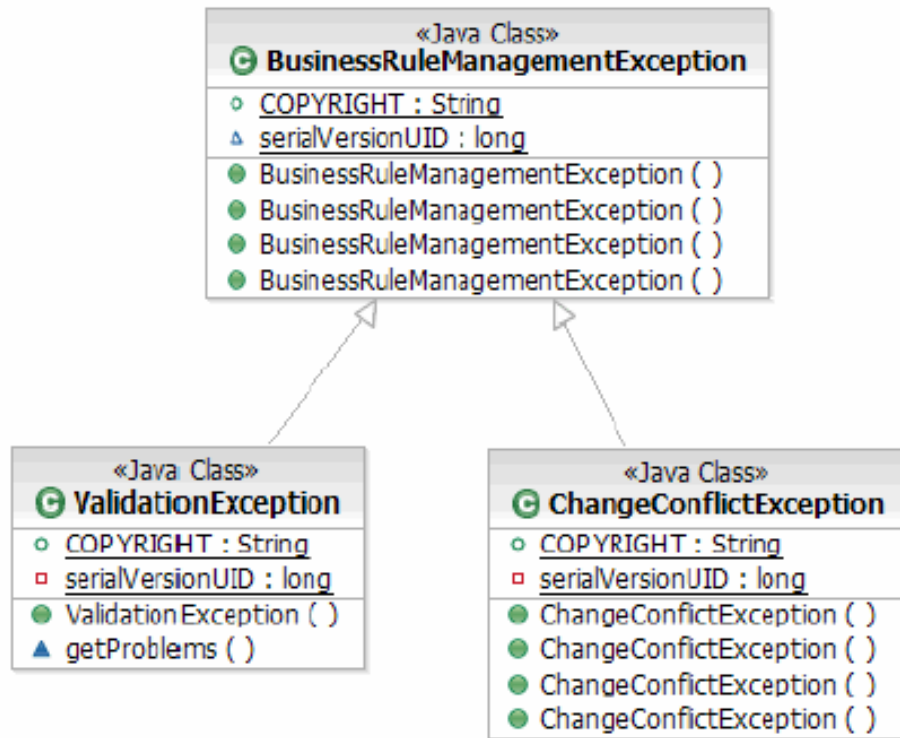 «Java Class»
BusinessRuleManagementException
COPYRIGHT : String
serialVersionUID : long
BusinessRuleManagementException ( )
BusinessRuleManagementException ( )
BusinessRuleManagementException ( )
BusinessRuleManagementException ( )
«Java Class»
ValidationException
COPYRIGHT : String
serialVersionUID : long
ValidationException ( )
getProblems ( )
«Java Class»
ChangeConflictException
COPYRIGHT : String
serialVersionUID : long
ChangeConfictException ( )
ChangeConfictException ( )
ChangeConfictException ( )
ChangeConfictException ( )